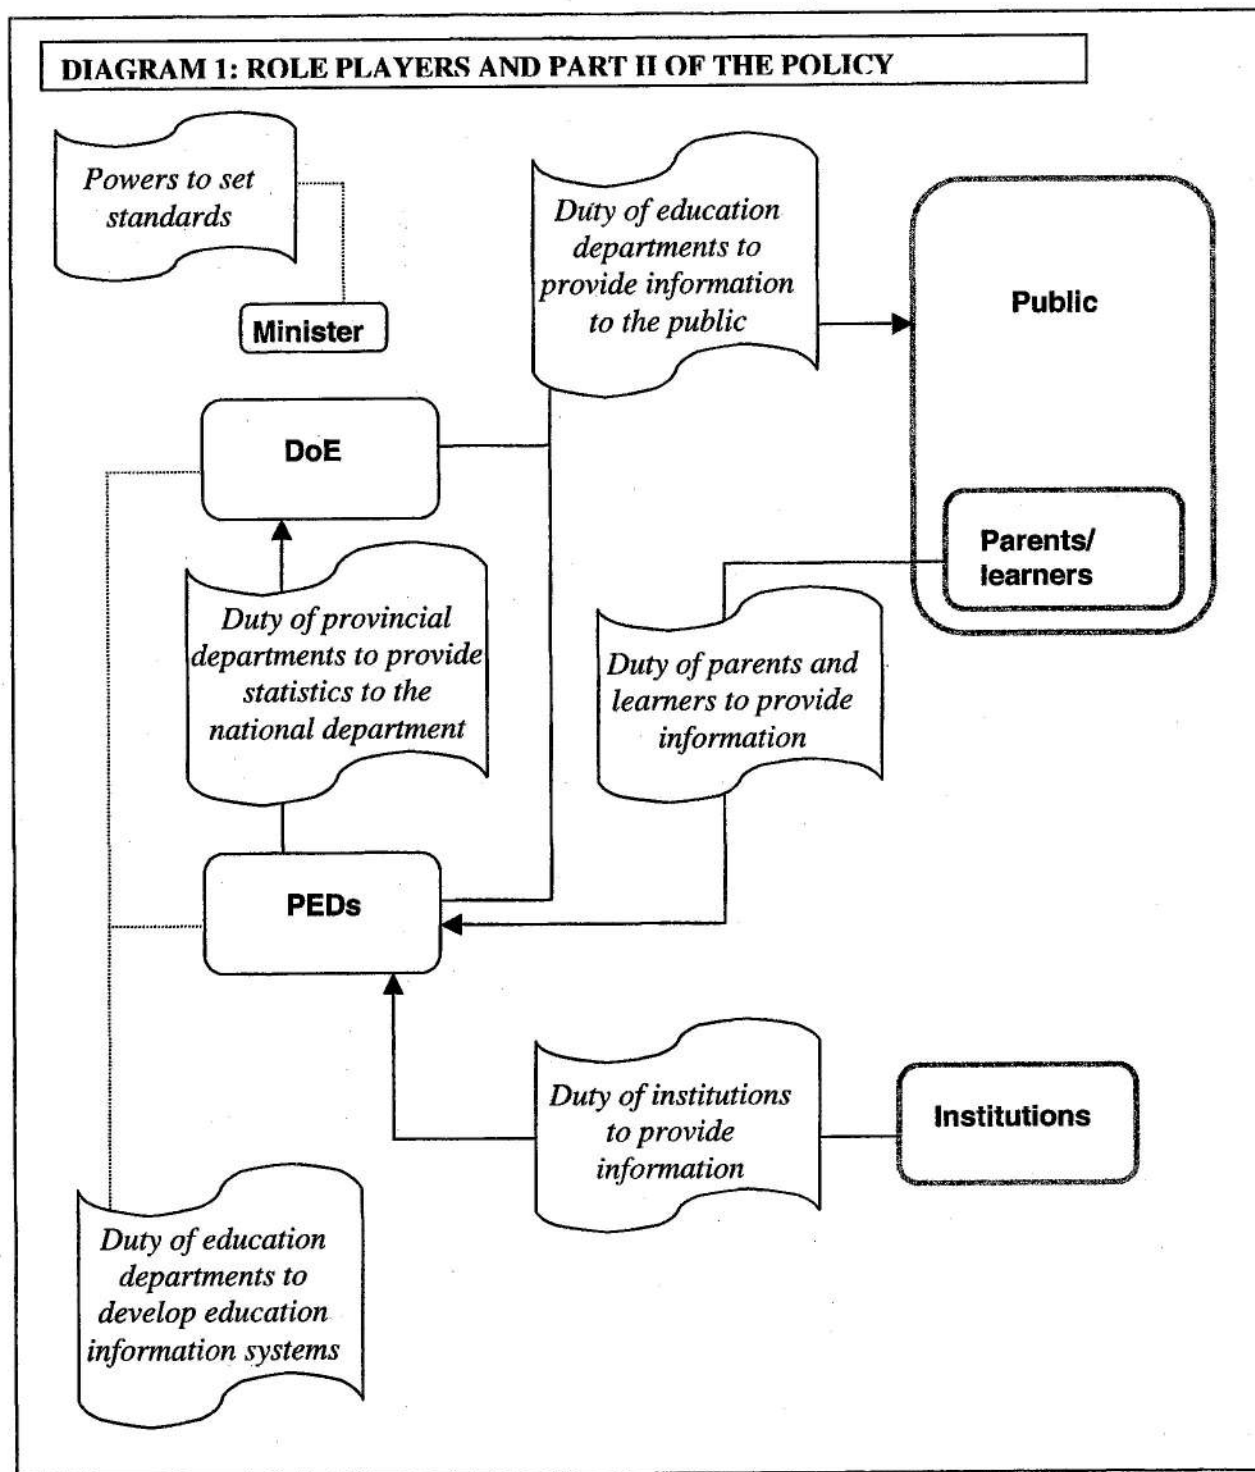 DIAGRAM 1: ROLE PLAYERS AND PART II OF THE POLICY
Powers to set
standards
Minister
Duty of education
departments to
provide information
to the public
Public
DoE
Parents/
learners
Duty of provincial
departments to provide
statistics to the
national department
Duty of parents and
learners to provide
information
PEDs
Duty of institutions
to provide
information
Institutions
Duty of education
departments to
develop education
information systems